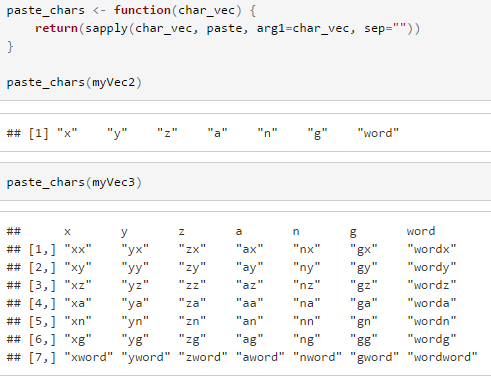 paste_chars <- function(char_vec) {
    return(sapply(char_vec, paste, arg1=char_vec, sep=""))
}
paste_chars(myVec2)
## [1] "x"    "y"    "z"    "a"    "n"    "g"    "word"
paste_chars(myVec3)
##      x       y       z       a       n       g       word
## [1,] "xx"    "yx"    "zx"    "ax"    "nx"    "gx"    "wordx"
## [2,] "xy"    "yy"    "zy"    "ay"    "ny"    "gy"    "wordy"
## [3,] "xz"    "yz"    "zz"    "az"    "nz"    "gz"    "wordz"
## [4,] "xa"    "ya"    "za"    "aa"    "na"    "ga"    "worda"
## [5,] "xn"    "yn"    "zn"    "an"    "nn"    "gn"    "wordn"
## [6,] "xg"    "yg"    "zg"    "ag"    "ng"    "gg"    "wordg"
## [7,] "xword" "yword" "zword" "aword" "nword" "gword" "wordword"